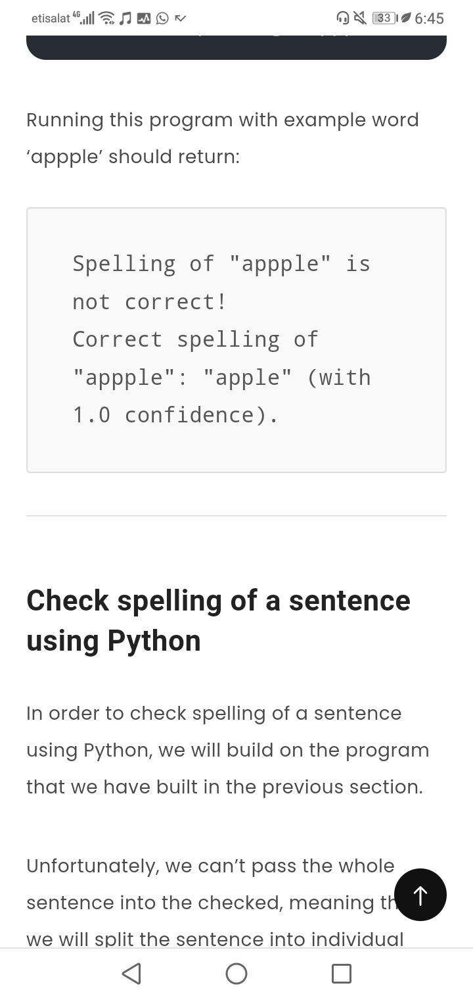 etisalat 4G 33 6:45
Running this program with example word
‘appple’ should return:
Spelling of "appple" is
not correct!
Correct spelling of
"appple": "apple" (with
1.0 confidence).
Check spelling of a sentence
using Python
In order to check spelling of a sentence
using Python, we will build on the program
that we have built in the previous section.
Unfortunately, we can’t pass the whole
sentence into the checked, meaning
we will split the sentence into individual